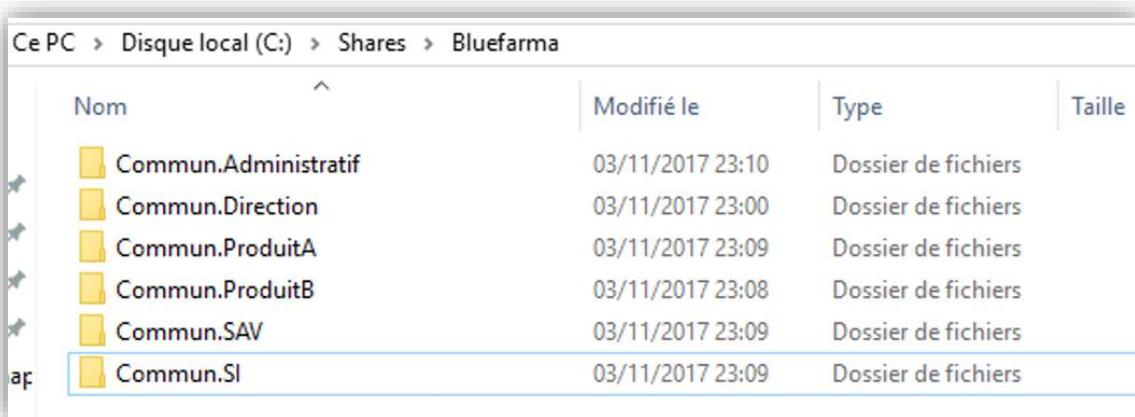 Ce PC > Disque local (C:) > Shares > Bluefarma
Nom Modifié le Type Taille
Commun.Administratif 03/11/2017 23:10 Dossier de fichiers
Commun.Direction 03/11/2017 23:00 Dossier de fichiers
Commun.ProduitA 03/11/2017 23:09 Dossier de fichiers
Commun.ProduitB 03/11/2017 23:08 Dossier de fichiers
Commun.SAV 03/11/2017 23:09 Dossier de fichiers
Commun.SI 03/11/2017 23:09 Dossier de fichiers